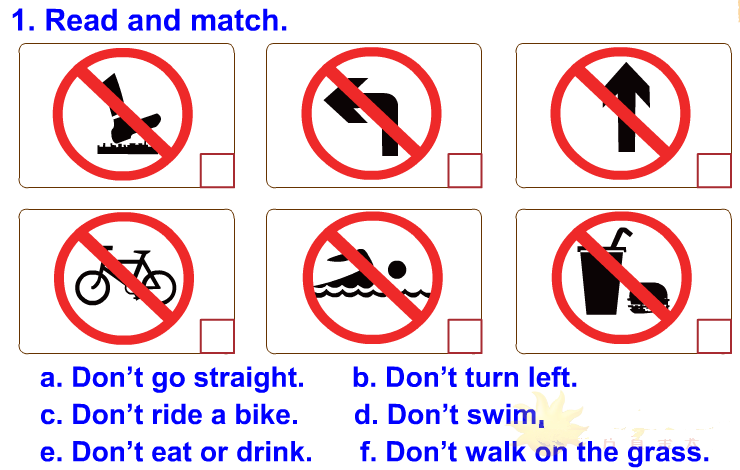 1. Read and match.
a. Don't go straight. b. Don't turn left.
c. Don't ride a bike. d. Don't swim.
e. Don't eat or drink. f. Don't walk on the grass.